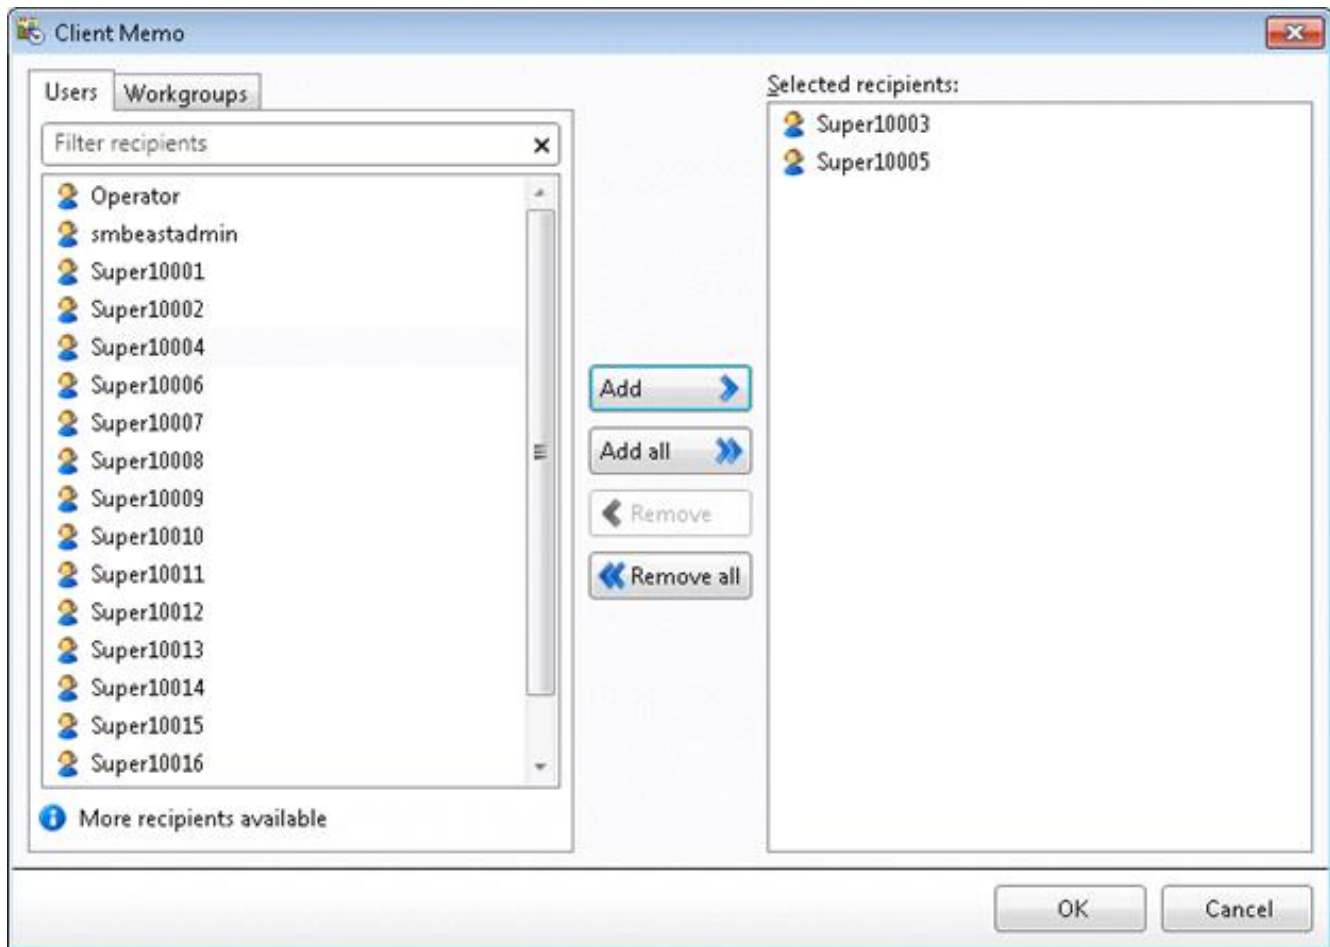 Client Memo
Users Workgroups
Filter recipients
Operator
smbeastadmin
Super10001
Super10002
Super10004
Super10006
Super10007
Super10008
Super10009
Super10010
Super10011
Super10012
Super10013
Super10014
Super10015
Super10016
More recipients available
Add
Add all
Remove
Remove all
Selected recipients:
Super10003
Super10005
OK Cancel